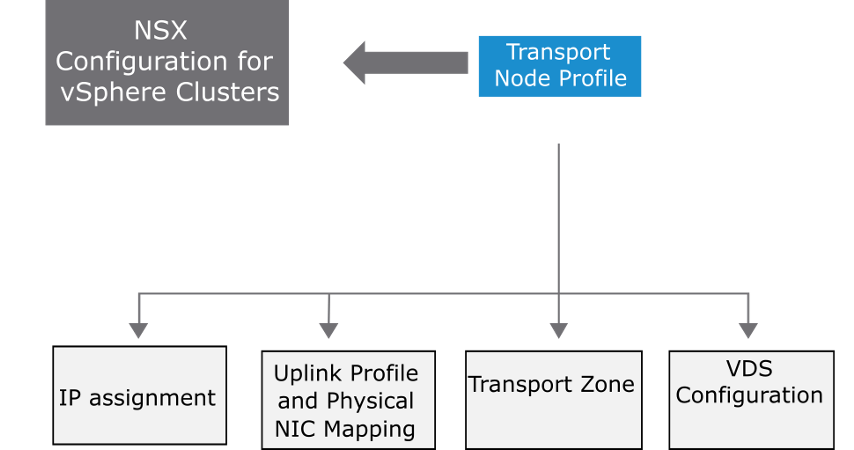 NSX
Configuration for
vSphere Clusters
Transport
Node Profile
IP assignment
Uplink Profile
and Physical
NIC Mapping
Transport Zone
VDS
Configuration